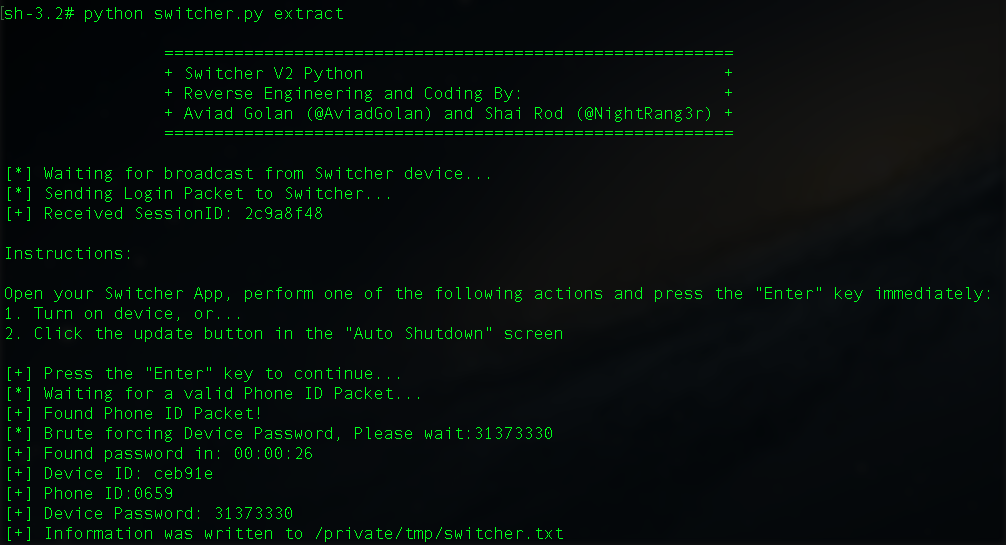 sh-3.2# python switcher.py extract
=========================================================
+ Switcher V2 Python +
+ Reverse Engineering and Coding By: +
+ Aviad Golan (@AviadGolan) and Shai Rod (@NightRang3r) +
=========================================================
[*] Waiting for broadcast from Switcher device...
[*] Sending Login Packet to Switcher...
[+] Received SessionID: 2c9a8f48
Instructions:
Open your Switcher App, perform one of the following actions and press the "Enter" key immediately:
1. Turn on device, or...
2. Click the update button in the "Auto Shutdown" screen
[+] Press the "Enter" key to continue...
[*] Waiting for a valid Phone ID Packet...
[+] Found Phone ID Packet!
[*] Brute forcing Device Password, Please wait:31373330
[+] Found password in: 00:00:26
[+] Device ID: ceb91e
[+] Phone ID:0659
[+] Device Password: 31373330
[+] Information was written to /private/tmp/switcher.txt